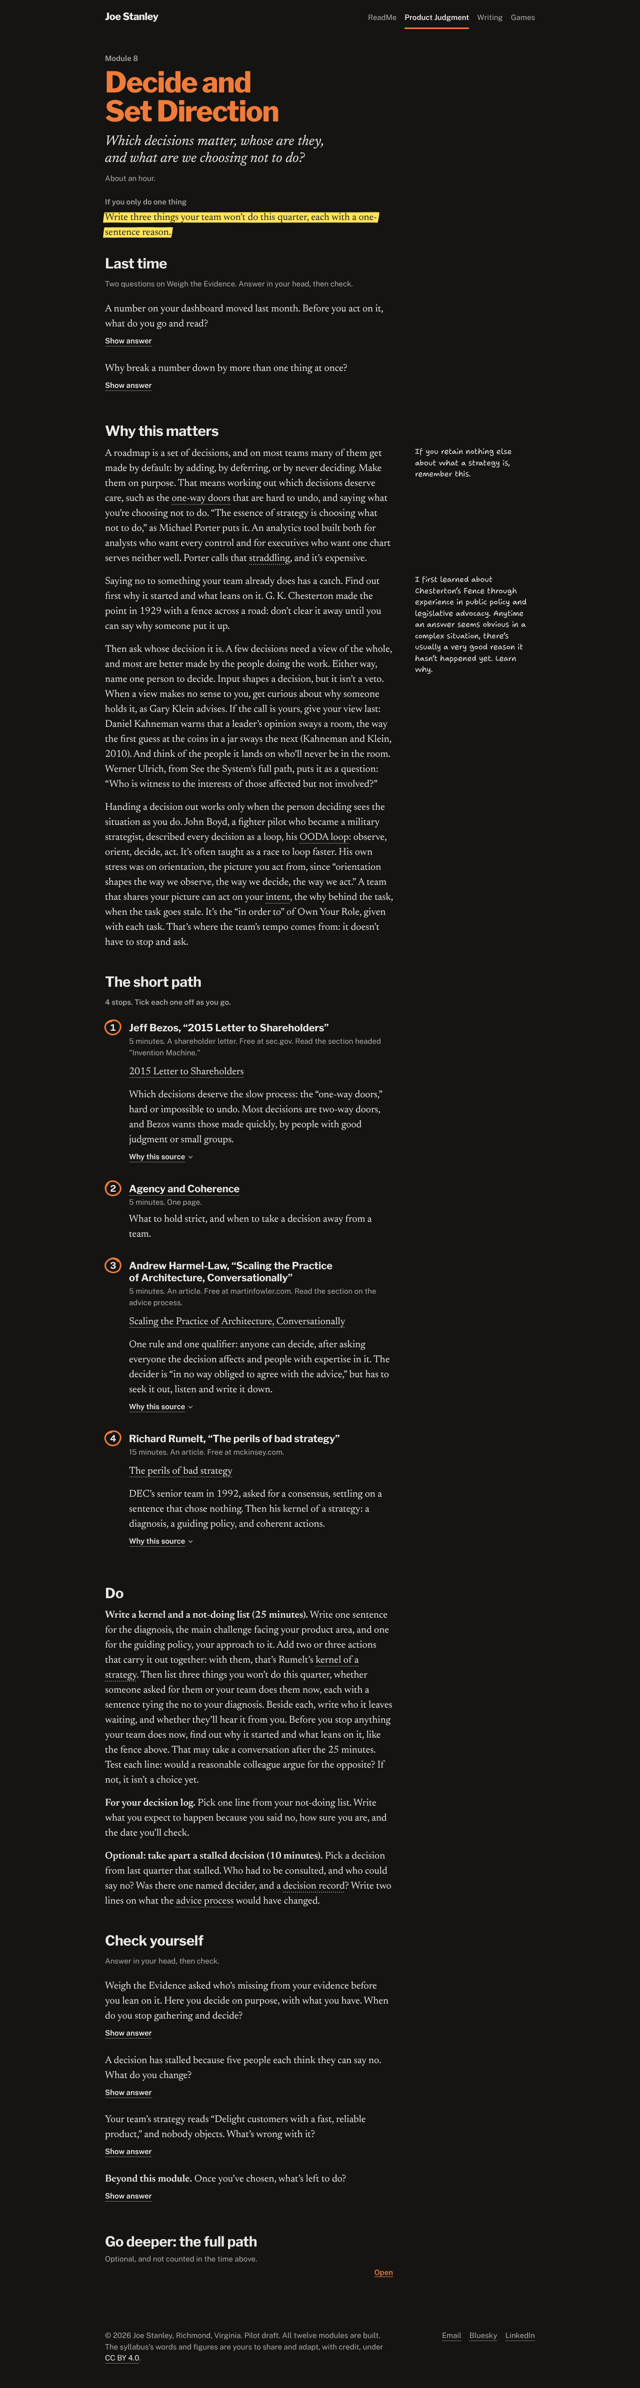 Joe Stanley
ReadMe Product Judgment Writing Games
Module 8
Decide and
Set Direction
Which decisions matter, whose are they,
and what are we choosing not to do?
About an hour.
If you only do one thing
Write three things your team won't do this quarter, each with a one-
sentence reason.
Last time
Two questions on Weigh the Evidence. Answer in your head, then check.
A number on your dashboard moved last month. Before you act on it,
what do you go and read?
Show answer
Why break a number down by more than one thing at once?
Show answer
Why this matters
A roadmap is a set of decisions, and on most teams many of them get
made by default: by adding, by deferring, or by never deciding. Make
them on purpose. That means working out which decisions deserve
care, such as the one-way doors that are hard to undo, and saying what
you're choosing not to do. “The essence of strategy is choosing what
not to do,” as Michael Porter puts it. An analytics tool built both for
analysts who want every control and for executives who want one chart
serves neither well. Porter calls that straddling, and it's expensive.
If you retain nothing else
about what a strategy is,
remember this.
Saying no to something your team already does has a catch. Find out
first why it started and what leans on it. G. K. Chesterton made the
point in 1929 with a fence across a road: don't clear it away until you
can say why someone put it up.
I first learned about
Chesterton's Fence through
experience in public policy and
legislative advocacy. Anytime
an answer seems obvious in a
complex situation, there's
usually a very good reason it
hasn't happened yet. Learn
why.
Then ask whose decision it is. A few decisions need a view of the whole,
and most are better made by the people doing the work. Either way,
name one person to decide. Input shapes a decision, but it isn't a veto.
When a view makes no sense to you, get curious about why someone
holds it, as Gary Klein advises. If the call is yours, give your view last:
Daniel Kahneman warns that a leader's opinion sways a room, the way
the first guess at the coins in a jar sways the next (Kahneman and Klein,
2010). And think of the people it lands on who'll never be in the room.
Werner Ulrich, from See the System's full path, puts it as a question:
“Who is witness to the interests of those affected but not involved?”
Handing a decision out works only when the person deciding sees the
situation as you do. John Boyd, a fighter pilot who became a military
strategist, described every decision as a loop, his OODA loop: observe,
orient, decide, act. It's often taught as a race to loop faster. His own
stress was on orientation, the picture you act from, since “orientation
shapes the way we observe, the way we decide, the way we act.” A team
that shares your picture can act on your intent, the why behind the task,
when the task goes stale. It's the “in order to” of Own Your Role, given
with each task. That's where the team's tempo comes from: it doesn't
have to stop and ask.
The short path
4 stops. Tick each one off as you go.
1 Jeff Bezos, “2015 Letter to Shareholders”
5 minutes. A shareholder letter. Free at sec.gov. Read the section headed
"Invention Machine."
2015 Letter to Shareholders
Which decisions deserve the slow process: the “one-way doors,”
hard or impossible to undo. Most decisions are two-way doors,
and Bezos wants those made quickly, by people with good
judgment or small groups.
Why this source
2 Agency and Coherence
5 minutes. One page.
What to hold strict, and when to take a decision away from a
team.
3 Andrew Harmel-Law, “Scaling the Practice
of Architecture, Conversationally”
5 minutes. An article. Free at martinfowler.com. Read the section on the
advice process.
Scaling the Practice of Architecture, Conversationally
One rule and one qualifier: anyone can decide, after asking
everyone the decision affects and people with expertise in it. The
decider is “in no way obliged to agree with the advice,” but has to
seek it out, listen and write it down.
Why this source
4 Richard Rumelt, “The perils of bad strategy”
15 minutes. An article. Free at mckinsey.com.
The perils of bad strategy
DEC's senior team in 1992, asked for a consensus, settling on a
sentence that chose nothing. Then his kernel of a strategy: a
diagnosis, a guiding policy, and coherent actions.
Why this source
Do
Write a kernel and a not-doing list (25 minutes). Write one sentence
for the diagnosis, the main challenge facing your product area, and one
for the guiding policy, your approach to it. Add two or three actions
that carry it out together: with them, that's Rumelt's kernel of a
strategy. Then list three things you won't do this quarter, whether
someone asked for them or your team does them now, each with a
sentence tying the no to your diagnosis. Beside each, write who it leaves
waiting, and whether they'll hear it from you. Before you stop anything
your team does now, find out why it started and what leans on it, like
the fence above. That may take a conversation after the 25 minutes.
Test each line: would a reasonable colleague argue for the opposite? If
not, it isn't a choice yet.
For your decision log. Pick one line from your not-doing list. Write
what you expect to happen because you said no, how sure you are, and
the date you'll check.
Optional: take apart a stalled decision (10 minutes). Pick a decision
from last quarter that stalled. Who had to be consulted, and who could
say no? Was there one named decider, and a decision record? Write two
lines on what the advice process would have changed.
Check yourself
Answer in your head, then check.
Weigh the Evidence asked who's missing from your evidence before
you lean on it. Here you decide on purpose, with what you have. When
do you stop gathering and decide?
Show answer
A decision has stalled because five people each think they can say no.
What do you change?
Show answer
Your team's strategy reads “Delight customers with a fast, reliable
product,” and nobody objects. What's wrong with it?
Show answer
Beyond this module. Once you've chosen, what's left to do?
Show answer
Go deeper: the full path
Optional, and not counted in the time above.
Open
© 2026 Joe Stanley, Richmond, Virginia. Pilot draft. All twelve modules are built.
The syllabus's words and figures are yours to share and adapt, with credit, under
CC BY 4.0.
Email Bluesky LinkedIn